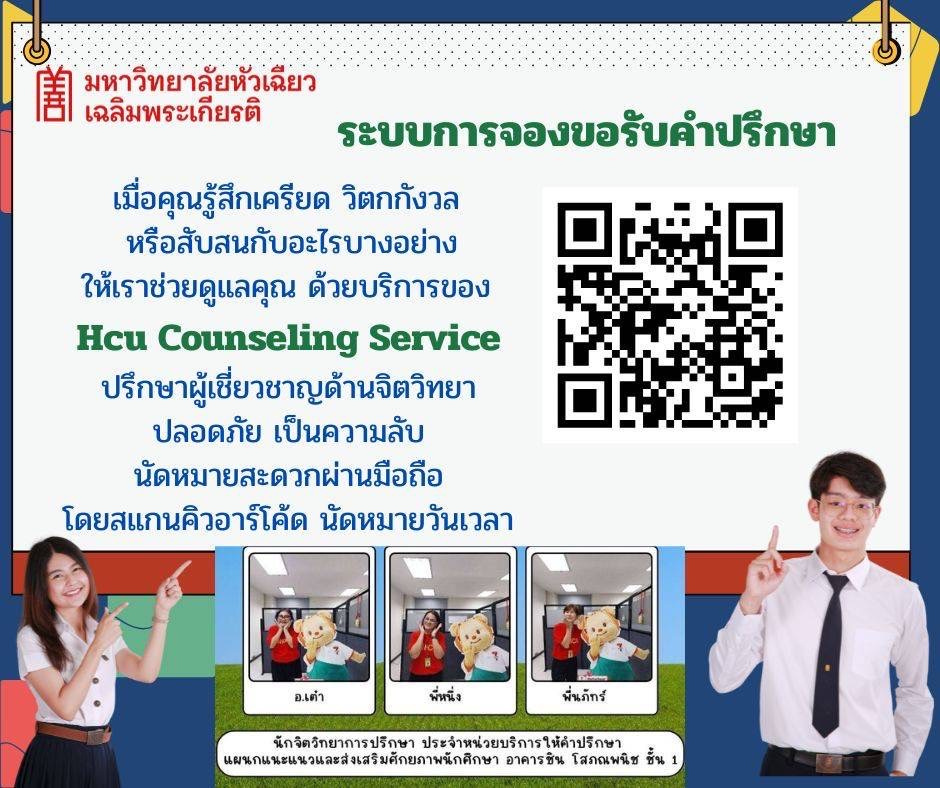 มหาวิทยาลัยหัวเฉียว
เฉลิมพระเกียรติ
ระบบการจองขอรับคำปรึกษา
เมื่อคุณรู้สึกเครียด วิตกกังวล
หรือสับสนกับอะไรบางอย่าง
ให้เราช่วยดูแลคุณ ด้วยบริการของ
Hcu Counseling Service
ปรึกษาผู้เชี่ยวชาญด้านจิตวิทยา
ปลอดภัย เป็นความลับ
นัดหมายสะดวกผ่านมือถือ
โดยสแกนคิวอาร์โค้ด นัดหมายวันเวลา
อ.เต๋า
พี่หนึ่ง
พี่นภัทร์
นักจิตวิทยาการปรึกษา ประจำหน่วยบริการให้คำปรึกษา
แผนกแนะแนวและส่งเสริมศักยภาพนักศึกษา อาคารชิน โสภณพนิช ชั้น 1